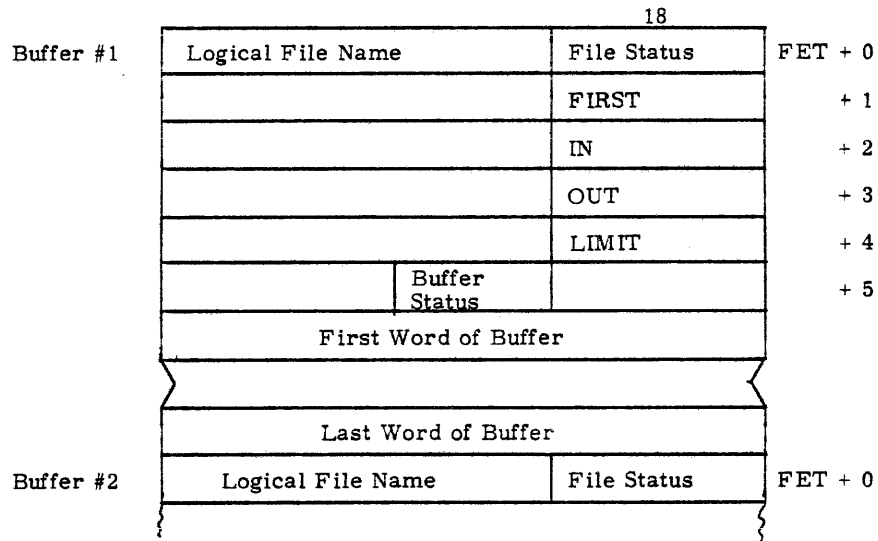 18
Buffer #1 Logical File Name File Status FET + 0
FIRST + 1
IN + 2
OUT + 3
LIMIT + 4
Buffer
Status + 5
First Word of Buffer
Last Word of Buffer
Buffer #2 Logical File Name File Status FET + 0